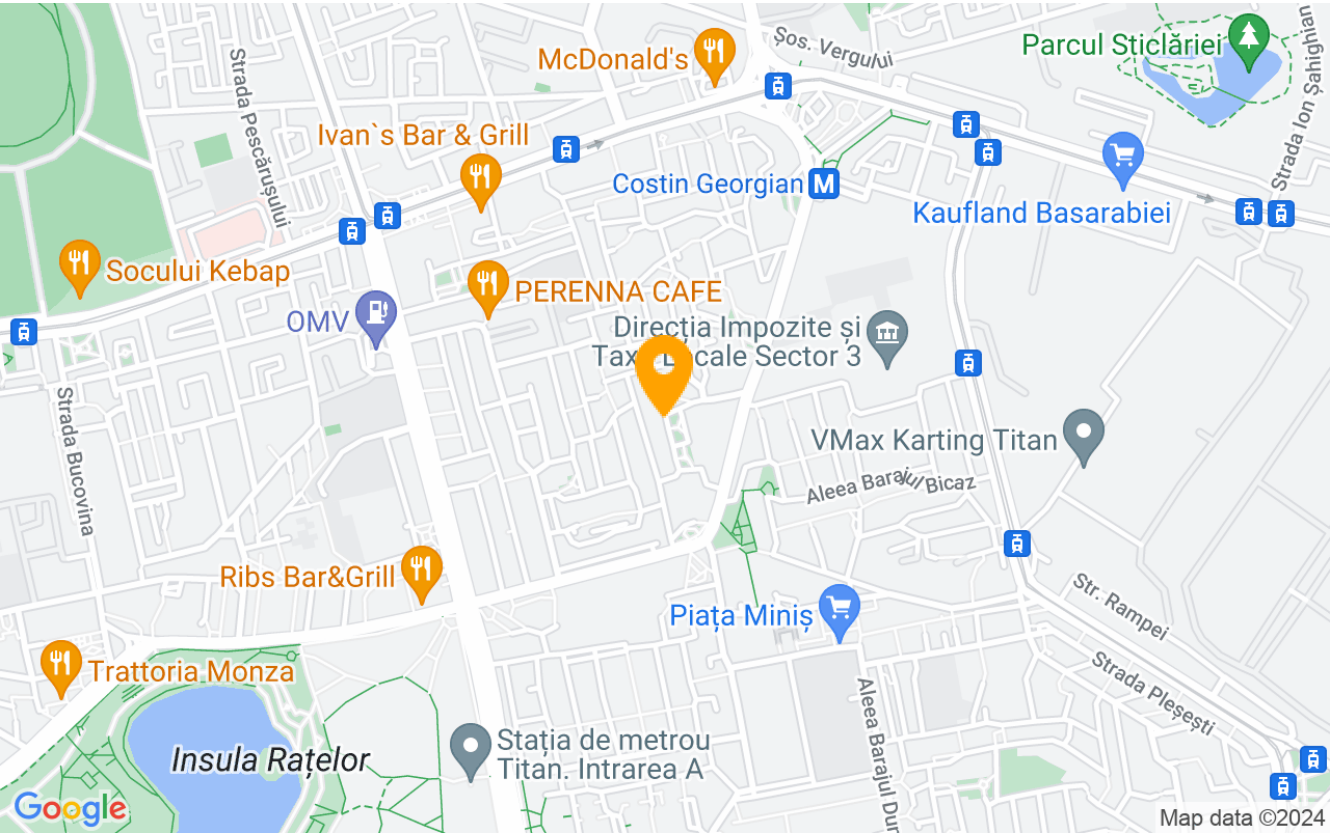 Șos. Vergului
Parcul Sticlăriei
McDonald's
Strada Ion Șahighian
Strada Pescărușului
Ivan`s Bar & Grill
Costin Georgian
M
Kaufland Basarabiei
Socului Kebap
PERENNA CAFE
OMV
Direcția Impozite și
Locale Sector 3
Strada Bucovina
VMax Karting Titan
Aleea Barajul Bicaz
Ribs Bar&Grill
Str. Rampei
Piața Miniș
Trattoria Monza
Strada Pleșești
Aleea Barajul Dun
Insula Rațelor
Stația de metrou
Titan. Intrarea A
Google
Map data ©2024